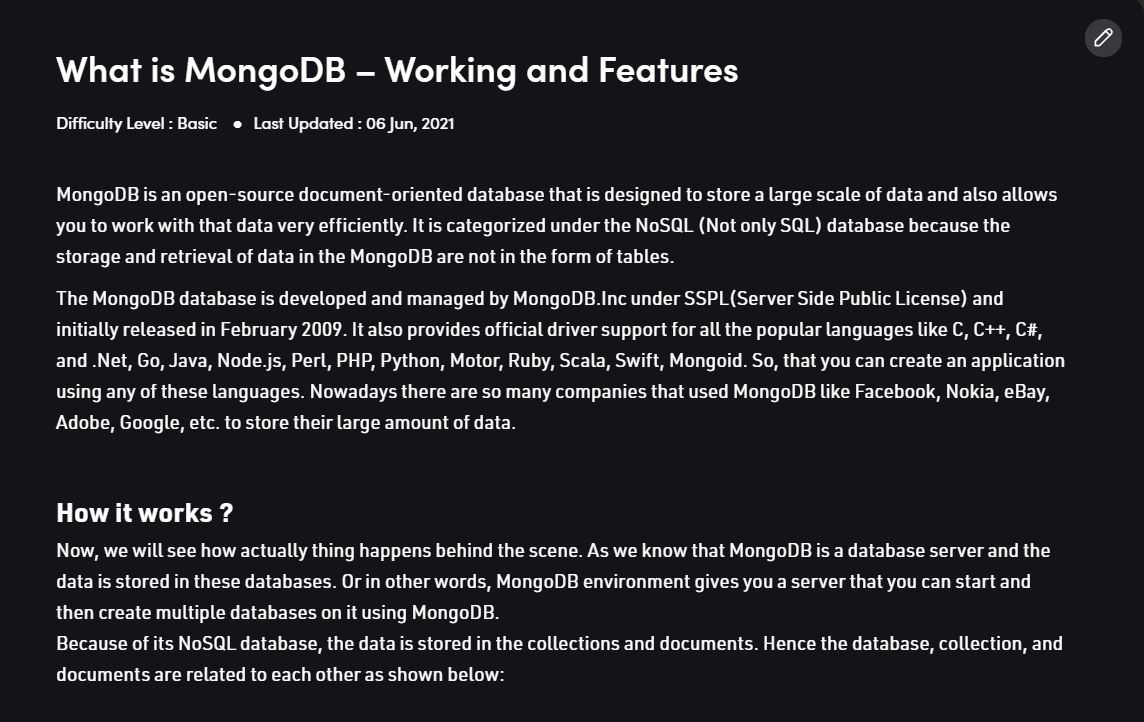 What is MongoDB – Working and Features
Difficulty Level : Basic ● Last Updated : 06 Jun, 2021
MongoDB is an open-source document-oriented database that is designed to store a large scale of data and also allows
you to work with that data very efficiently. It is categorized under the NoSQL (Not only SQL) database because the
storage and retrieval of data in the MongoDB are not in the form of tables.
The MongoDB database is developed and managed by MongoDB.Inc under SSPL(Server Side Public License) and
initially released in February 2009. It also provides official driver support for all the popular languages like C, C++, C#,
and .Net, Go, Java, Node.js, Perl, PHP, Python, Motor, Ruby, Scala, Swift, Mongoid. So, that you can create an application
using any of these languages. Nowadays there are so many companies that used MongoDB like Facebook, Nokia, eBay,
Adobe, Google, etc. to store their large amount of data.
How it works ?
Now, we will see how actually thing happens behind the scene. As we know that MongoDB is a database server and the
data is stored in these databases. Or in other words, MongoDB environment gives you a server that you can start and
then create multiple databases on it using MongoDB.
Because of its NoSQL database, the data is stored in the collections and documents. Hence the database, collection, and
documents are related to each other as shown below: